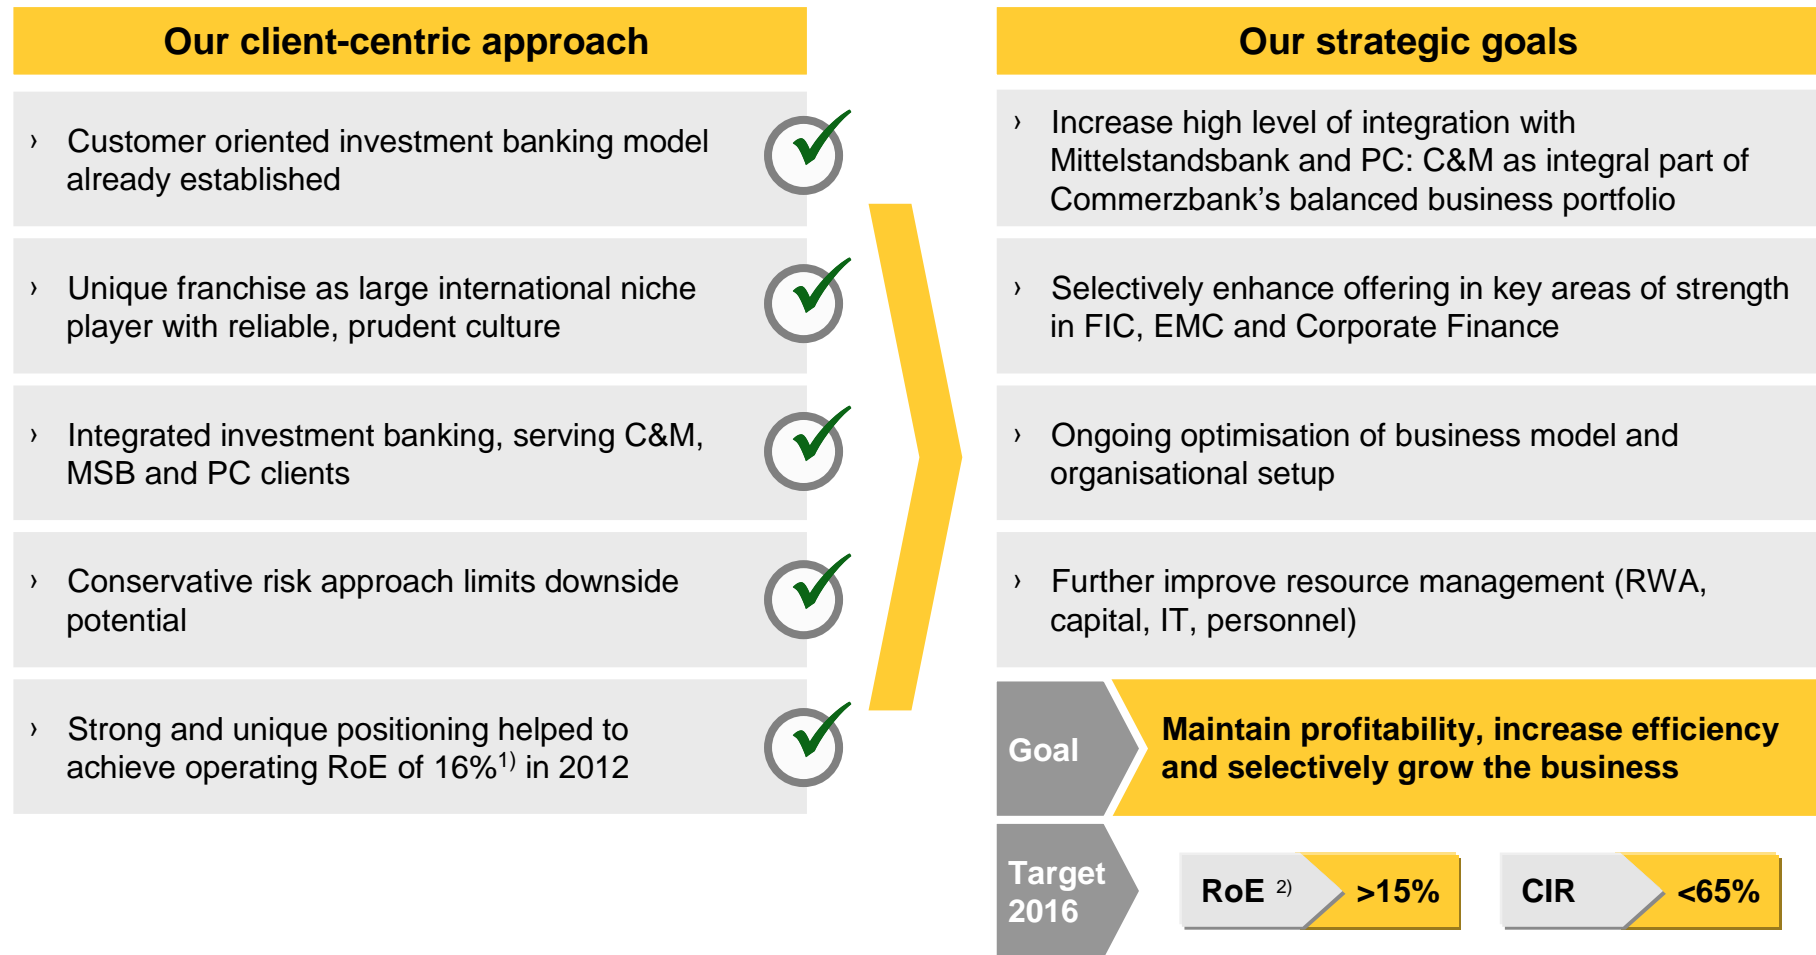 Our client-centric approach
› Customer oriented investment banking model
already established
› Unique franchise as large international niche
player with reliable, prudent culture
› Integrated investment banking, serving C&M,
MSB and PC clients
› Conservative risk approach limits downside
potential
› Strong and unique positioning helped to
achieve operating RoE of 16%1) in 2012
Our strategic goals
› Increase high level of integration with
Mittelstandsbank and PC: C&M as integral part of
Commerzbank’s balanced business portfolio
› Selectively enhance offering in key areas of strength
in FIC, EMC and Corporate Finance
› Ongoing optimisation of business model and
organisational setup
› Further improve resource management (RWA,
capital, IT, personnel)
Goal
Maintain profitability, increase efficiency
and selectively grow the business
Target
2016
RoE 2) >15%
CIR <65%